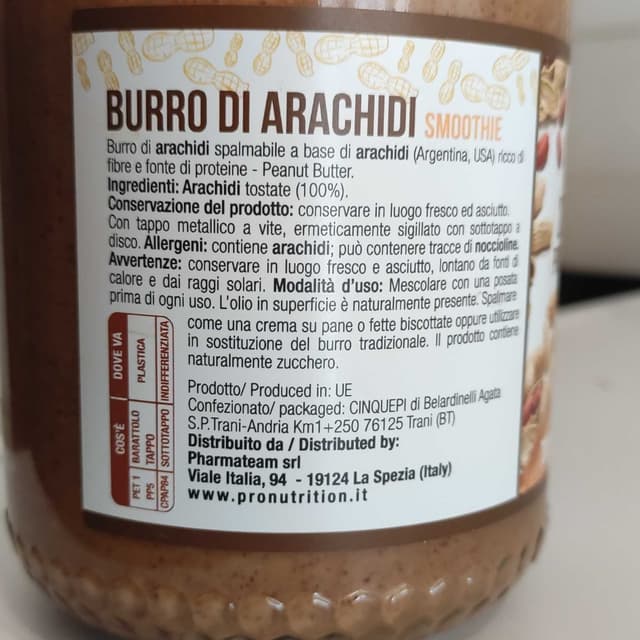 BURRO DI ARACHIDI SMOOTHIE
Burro di arachidi spalmabile a base di arachidi (Argentina, USA) ricco di
fibre e fonte di proteine - Peanut Butter.
Ingredienti: Arachidi tostate (100%).
Conservazione del prodotto: conservare in luogo fresco ed asciutto.
Con tappo metallico a vite, ermeticamente sigillato con sottotappo a
disco. Allergeni: contiene arachidi; può contenere tracce di noccioline.
Avvertenze: conservare in luogo fresco e asciutto, lontano da fonti di
calore e dai raggi solari. Modalità d'uso: Mescolare con una posata
prima di ogni uso. L'olio in superficie è naturalmente presente. Spalmare
come una crema su pane o fette biscottate oppure utilizzare
in sostituzione del burro tradizionale. Il prodotto contiene
naturalmente zucchero.
COS'È DOVE VA
PET 1 BARATTOLO PLASTICA
PP5 TAPPO
C/PAP84 SOTTOTAPPO INDIFFERENZIATA
Prodotto/ Produced in: UE
Confezionato/ packaged: CINQUEPI di Belardinelli Agata
S.P.Trani-Andria Km1+250 76125 Trani (BT)
Distribuito da / Distributed by:
Pharmateam srl
Viale Italia, 94 - 19124 La Spezia (Italy)
www.pronutrition.it